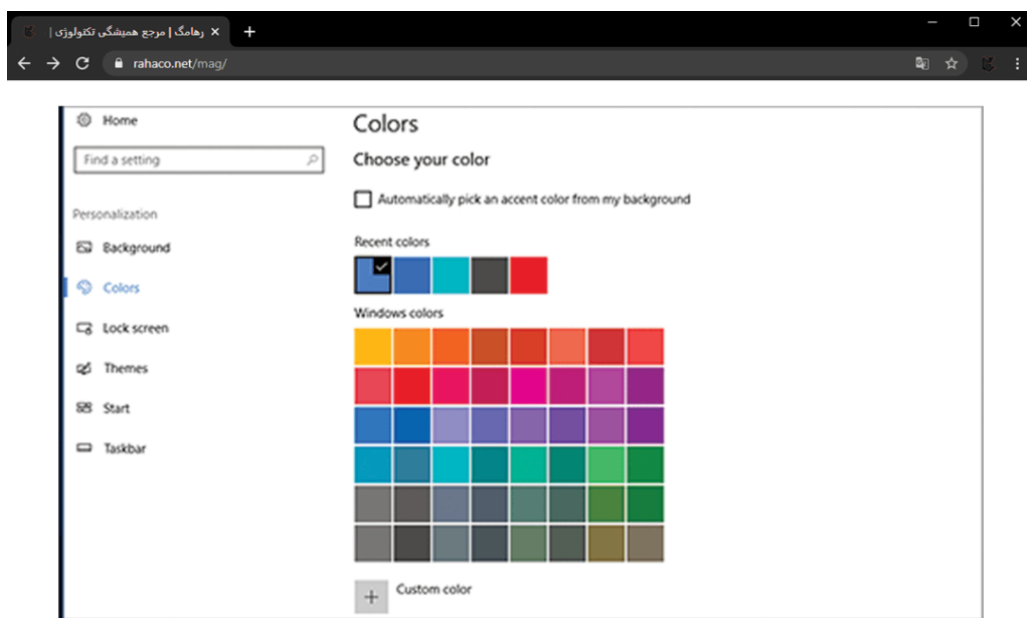 رهامگ | مرجع همیشگی تکنولوژی |
rahaco.net/mag/
Home
Find a setting
Personalization
Background
Colors
Lock screen
Themes
Start
Taskbar
Colors
Choose your color
Automatically pick an accent color from my background
Recent colors
Windows colors
Custom color